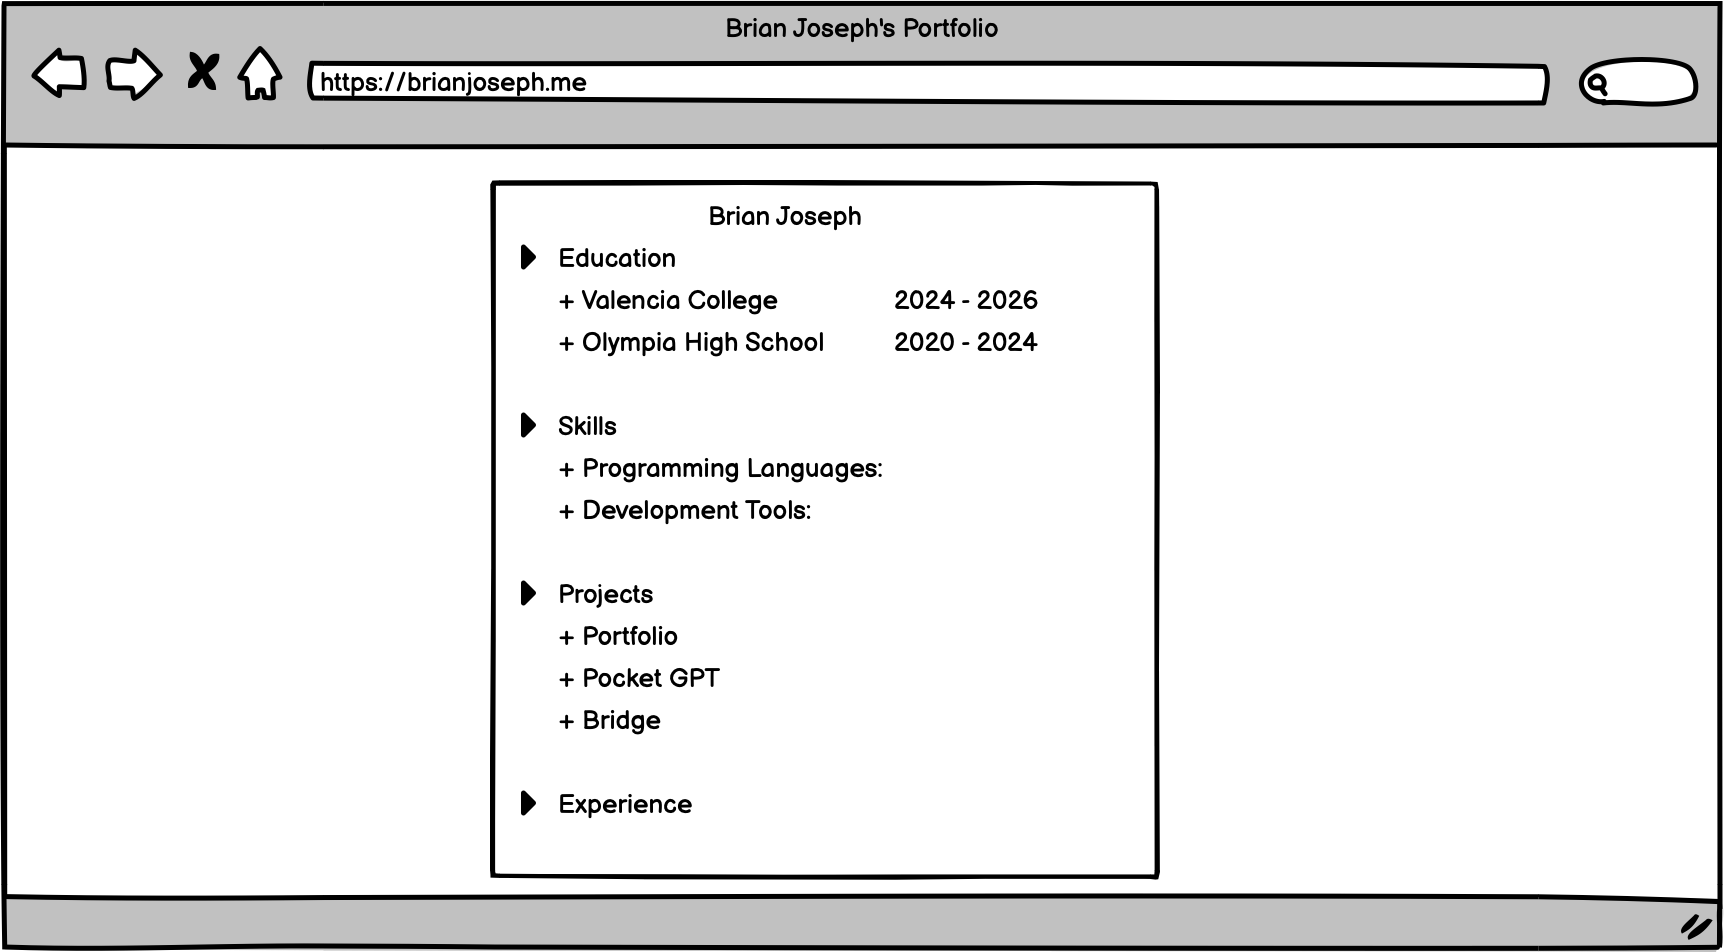 Brian Joseph's Portfolio
https://brianjoseph.me
Brian Joseph
Education
+ Valencia College 2024 - 2026
+ Olympia High School 2020 - 2024
Skills
+ Programming Languages:
+ Development Tools:
Projects
+ Portfolio
+ Pocket GPT
+ Bridge
Experience